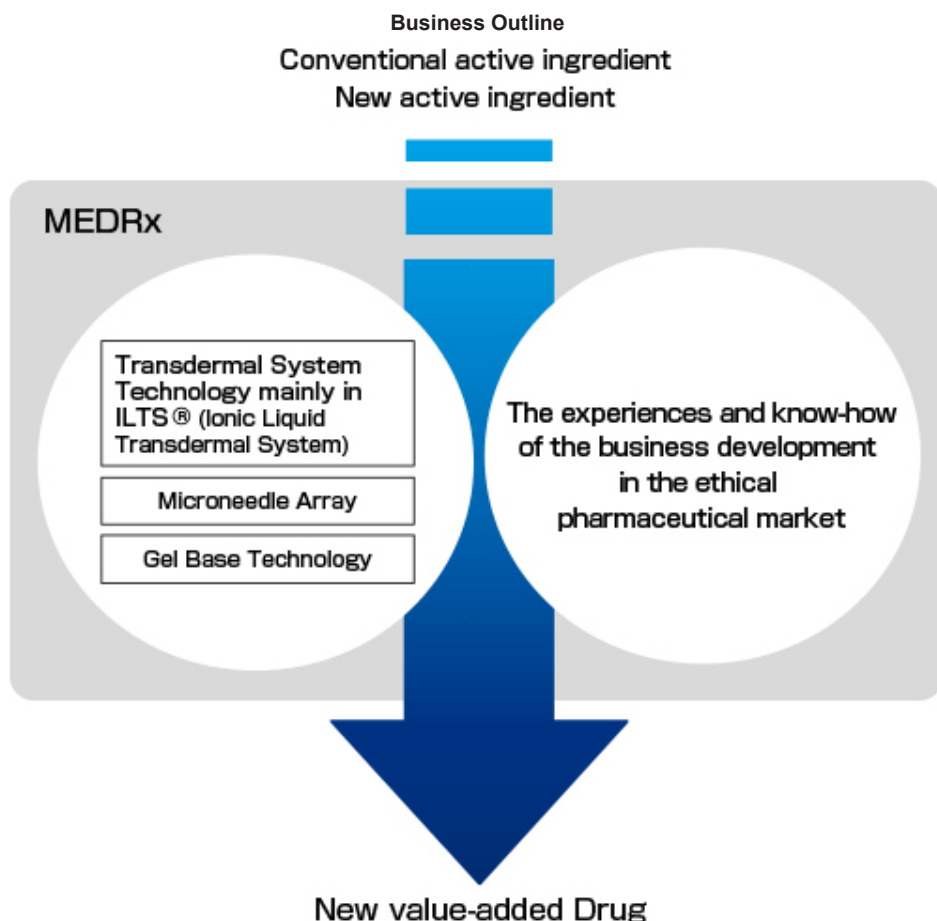 Business Outline
Conventional active ingredient
New active ingredient
MEDRx
Transdermal System
Technology mainly in
ILTS® (Ionic Liquid
Transdermal System)
Microneedle Array
Gel Base Technology
The experiences and know-how
of the business development
in the ethical
pharmaceutical market
New value-added Drug